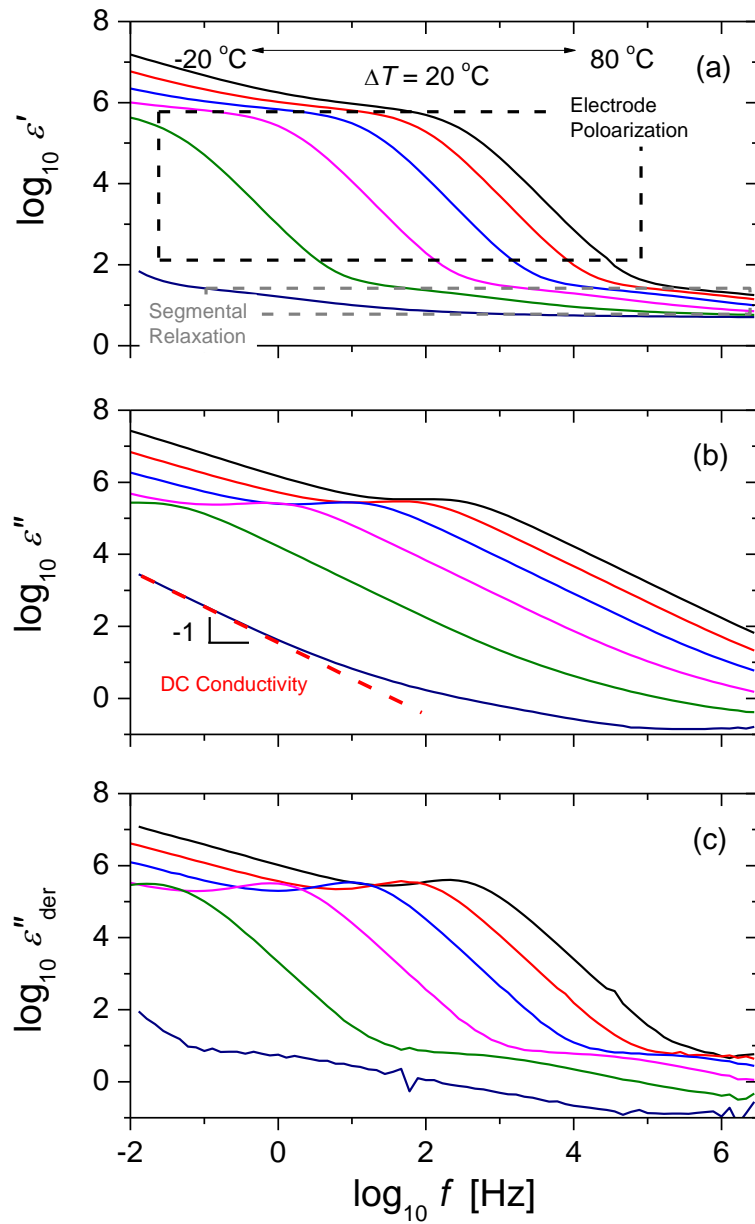 8
-20 °C
80 °C
(a)
ΔT = 20 °C
6
Electrode
Poloarization
log₁₀ ε'
4
2
Segmental
Relaxation
0
8
(b)
6
log₁₀ ε''
4
2
-1
DC Conductivity
0
8
(c)
6
log₁₀ ε''der
4
2
0
-2 0 2 4 6
log₁₀ f [Hz]